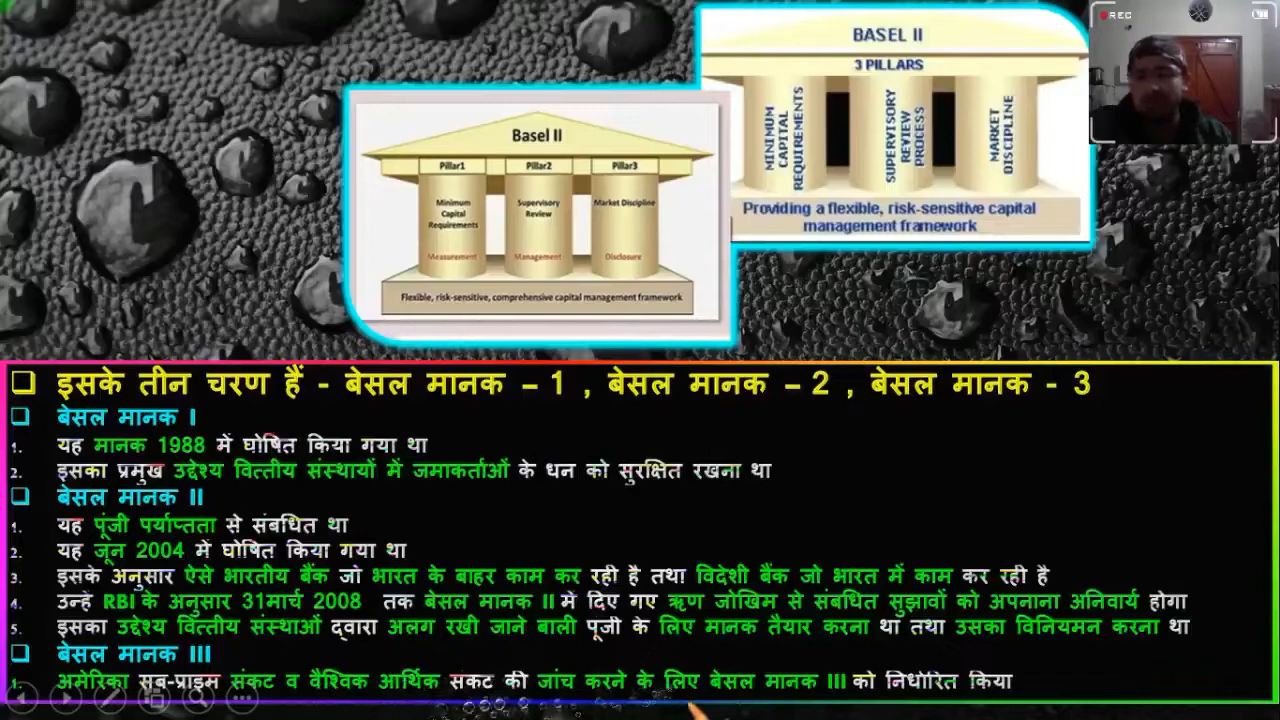 BASEL II
3 PILLARS
MINIMUM CAPITAL REQUIREMENTS
SUPERVISORY REVIEW PROCESS
MARKET DISCIPLINE
Providing a flexible, risk-sensitive capital
management framework
REC
Basel II
Pillar1 Pillar2 Pillar3
Minimum Capital Requirements
Supervisory Review
Market Discipline
Measurement Management Disclosure
Flexible, risk-sensitive, comprehensive capital management framework
❑ इसके तीन चरण हैं - बेसल मानक – 1 , बेसल मानक – 2 , बेसल मानक - 3
❑ बेसल मानक I
1. यह मानक 1988 में घोषित किया गया था
2. इसका प्रमुख उद्देश्य वित्तीय संस्थायों में जमाकर्ताओं के धन को सुरक्षित रखना था
❑ बेसल मानक II
1. यह पूंजी पर्याप्तता से संबधित था
2. यह जून 2004 में घोषित किया गया था
3. इसके अनुसार ऐसे भारतीय बैंक जो भारत के बाहर काम कर रही है तथा विदेशी बैंक जो भारत में काम कर रही है
4. उन्हें RBI के अनुसार 31मार्च 2008 तक बेसल मानक II में दिए गए ऋण जोखिम से संबधित सुझावों को अपनाना अनिवार्य होगा
5. इसका उद्देश्य वित्तीय संस्थाओं द्वारा अलग रखी जाने बाली पूजी के लिए मानक तैयार करना था तथा उसका विनियमन करना था
❑ बेसल मानक III
1. अमेरिका सब-प्राइम संकट व वैश्विक आर्थिक संकट की जांच करने के लिए बेसल मानक III को निर्धारित किया